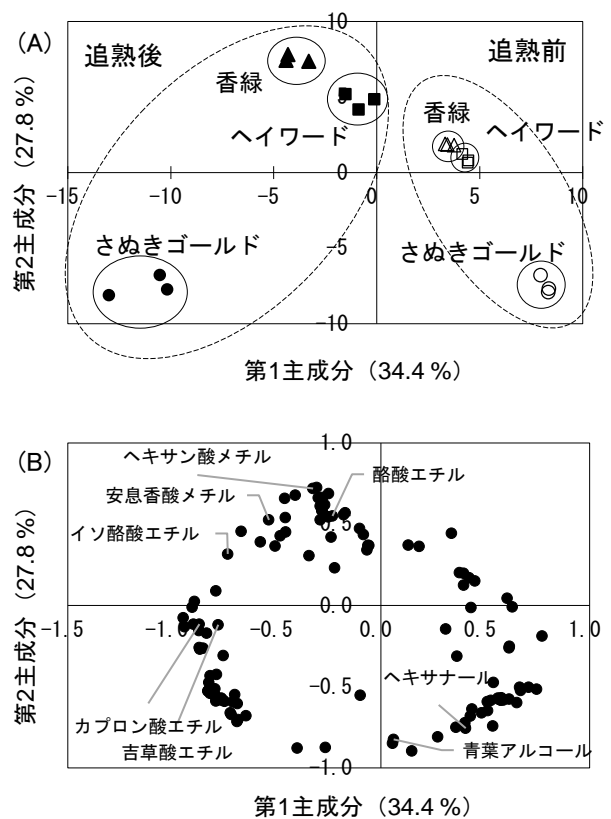 (A)
追熟後
追熟前
香緑
ヘイワード
香緑
ヘイワード
さぬきゴールド
さぬきゴールド
10
5
0
-5
-10
-15
-10
-5
0
5
10
第2主成分 (27.8 %)
第1主成分（34.4 %)
(B)
ヘキサン酸メチル
酪酸エチル
安息香酸メチル
イソ酪酸エチル
カプロン酸エチル
吉草酸エチル
ヘキサナール
青葉アルコール
1.0
0.5
0.0
-0.5
-1.0
-1.5
-1.0
-0.5
0.0
0.5
1.0
第2主成分 (27.8 %)
第1主成分（34.4 %)